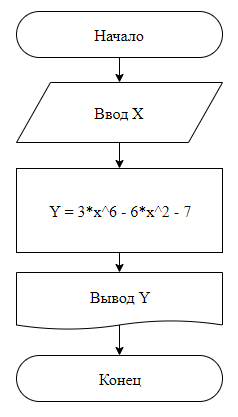 Начало
Ввод X
Y = 3*x^6 - 6*x^2 - 7
Вывод Y
Конец